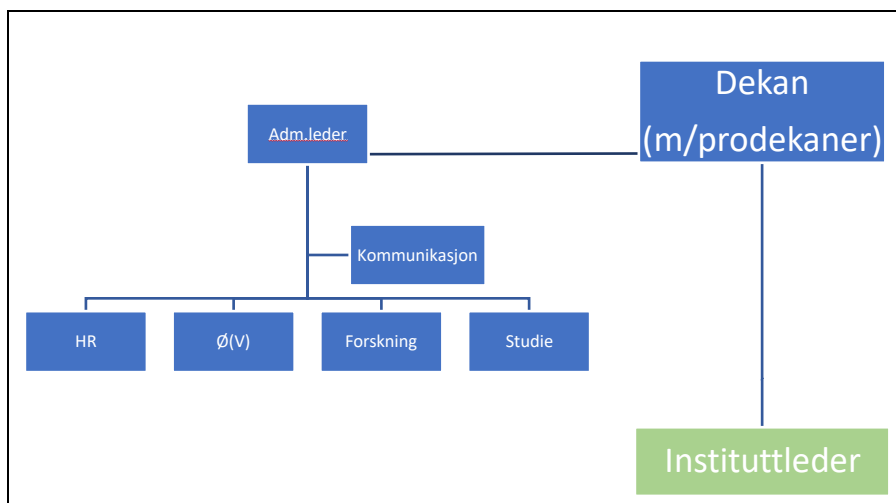 Dekan
(m/prodekaner)
Adm.leder
Kommunikasjon
HR
Ø(V)
Forskning
Studie
Instituttleder